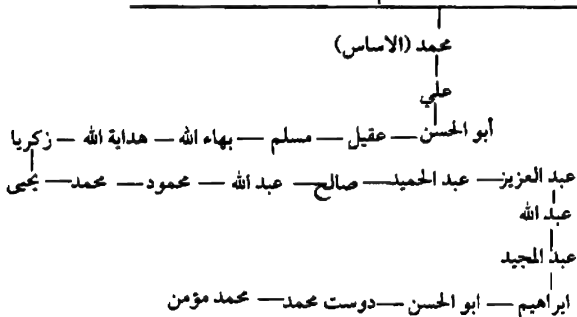 محمد (الاساس)
علي
أبو الحسن — عقيل — مسلم — بهاء الله — هداية الله — زكريا
عبد العزيز — عبد الحميد — صالح — عبد الله — محمود — محمد — يحيى
عبد الله
عبد المجيد
ابراهيم — ابو الحسن — دوست محمد — محمد مؤمن